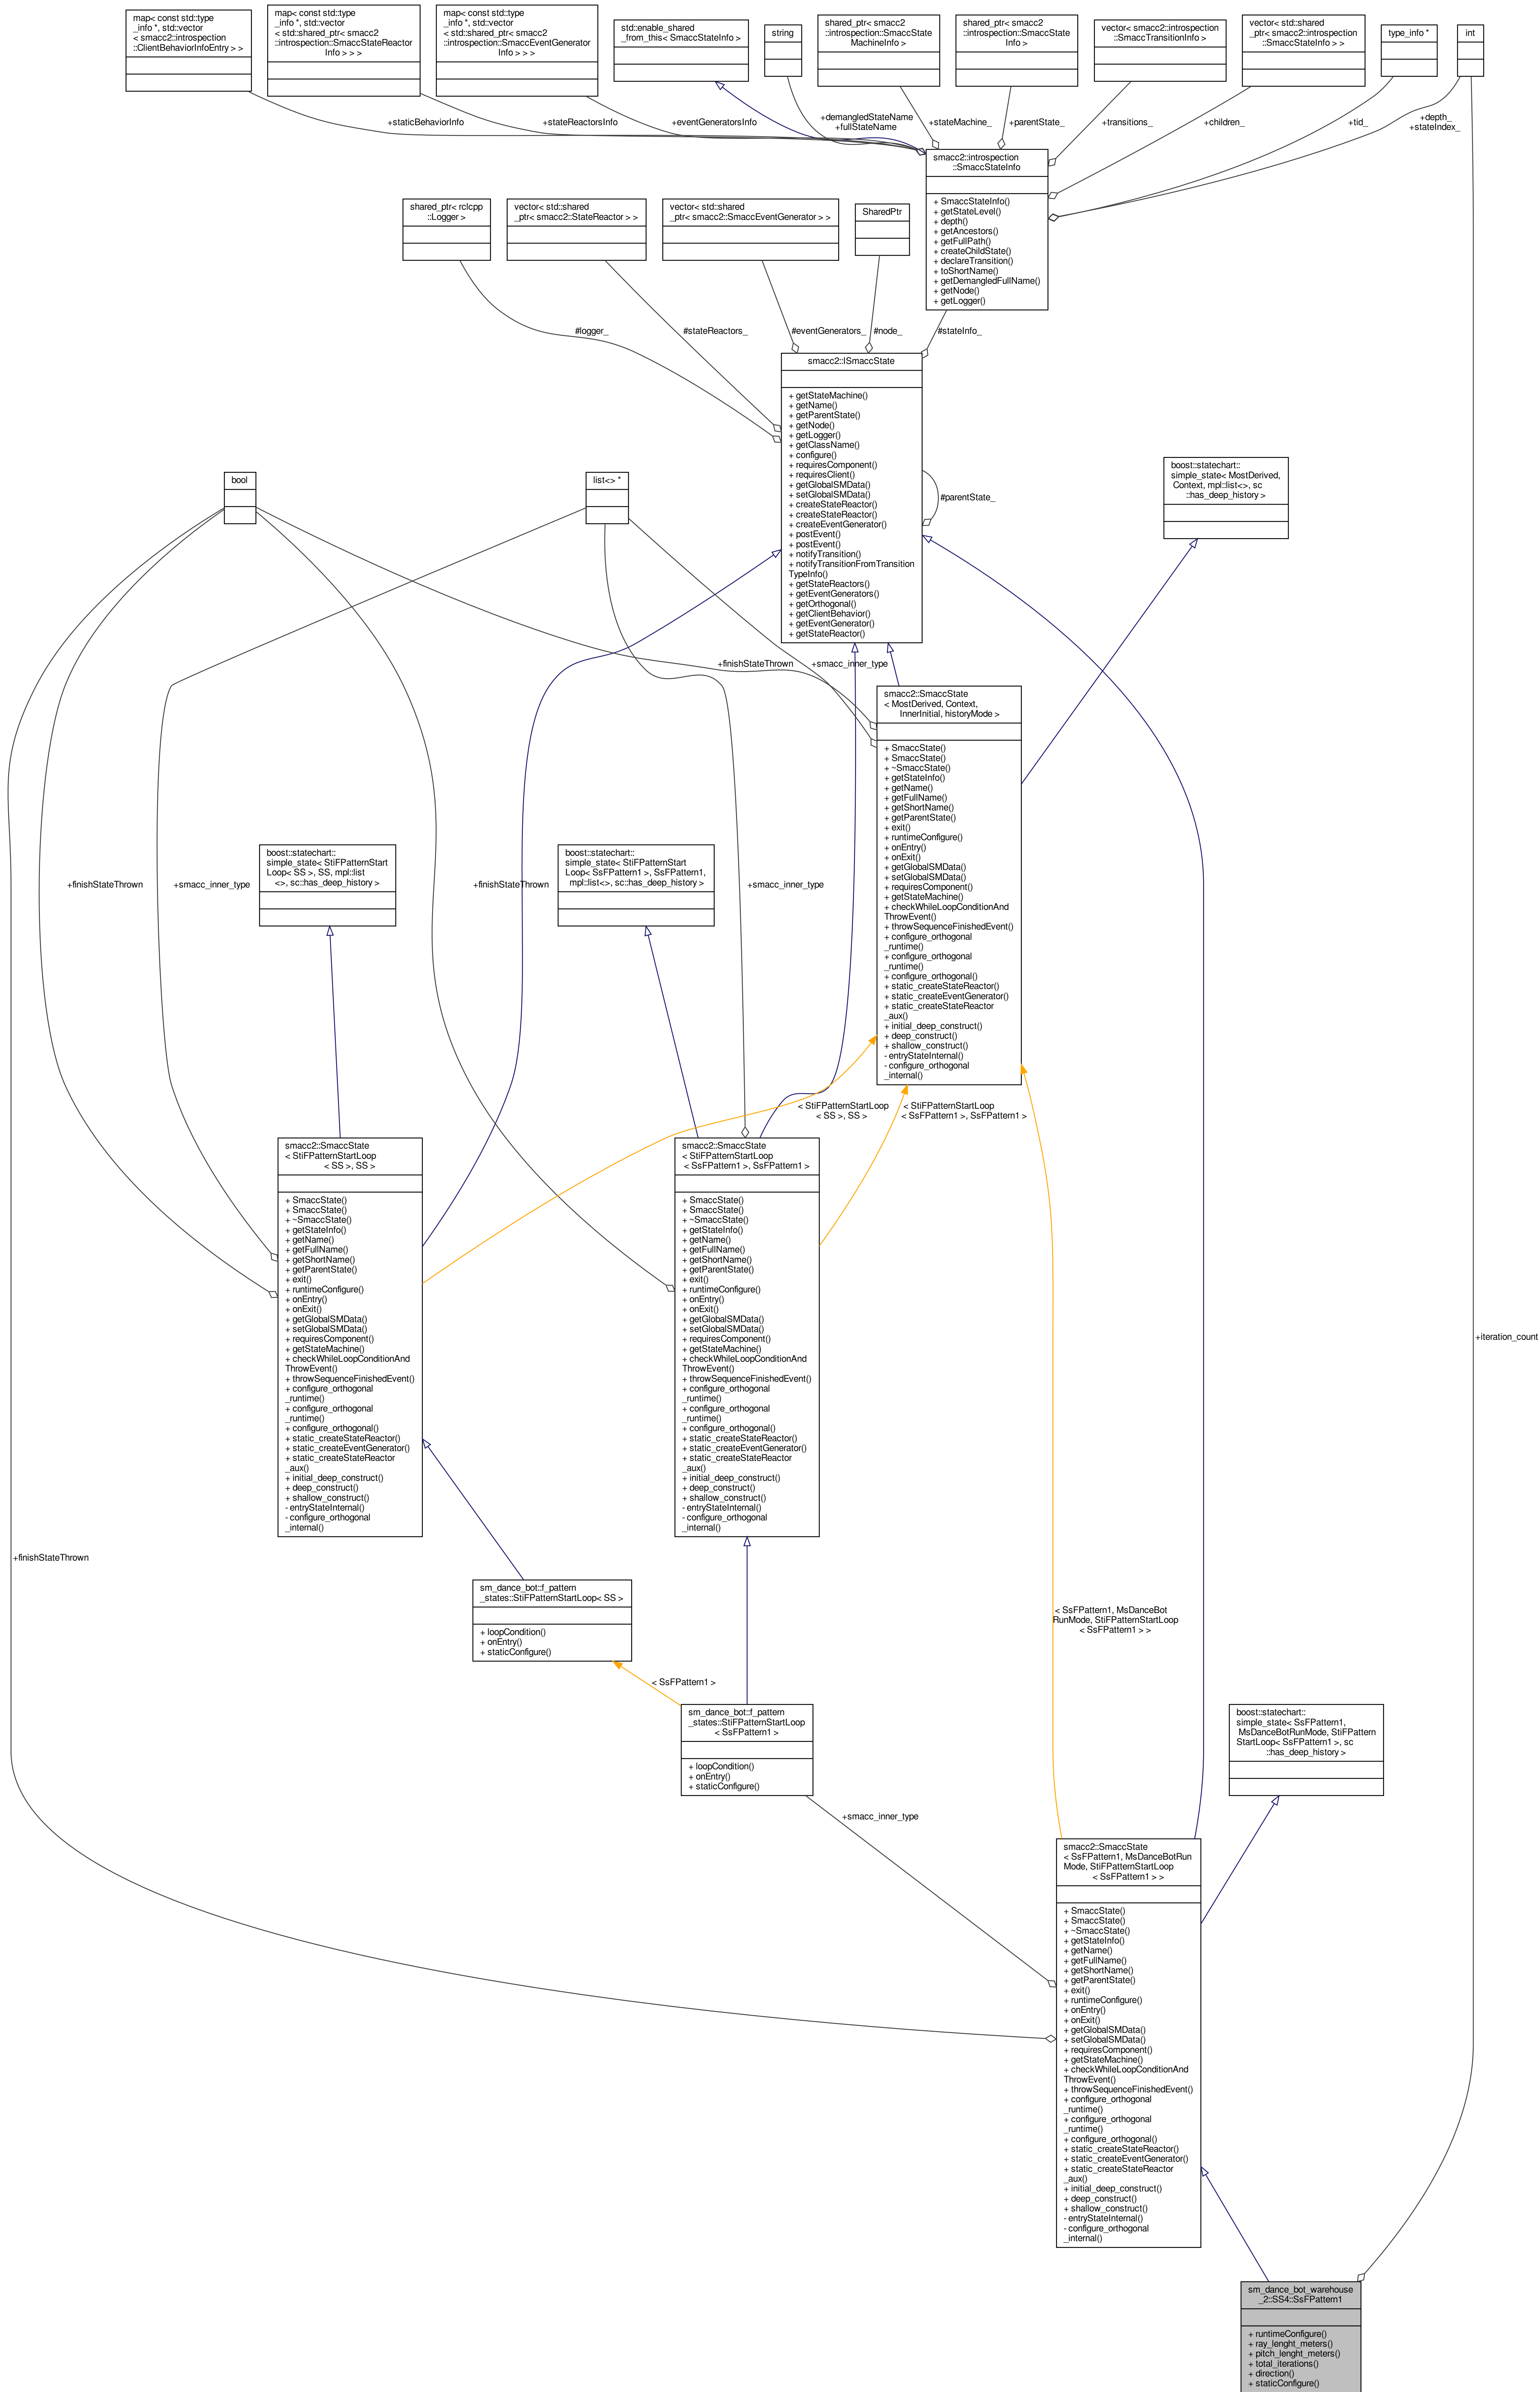 map< const std::type
_info *, std::vector
< smacc2::introspection
::ClientBehaviorInfoEntry > >
map< const std::type
_info *, std::vector
< std::shared_ptr< smacc2
::introspection::SmaccStateReactor
Info > > >
map< const std::type
_info *, std::vector
< std::shared_ptr< smacc2
::introspection::SmaccEventGenerator
Info > > >
std::enable_shared
_from_this< SmaccStateInfo >
string
shared_ptr< smacc2
::introspection::SmaccState
MachineInfo >
shared_ptr< smacc2
::introspection::SmaccState
Info >
vector< smacc2::introspection
::SmaccTransitionInfo >
vector< std::shared
_ptr< smacc2::introspection
::SmaccStateInfo > >
type_info *
int
+staticBehaviorInfo
+stateReactorsInfo
+eventGeneratorsInfo
+demangledStateName
+fullStateName
+stateMachine_
+parentState_
+transitions_
+children_
+tid_
+depth_
+stateIndex_
smacc2::introspection
::SmaccStateInfo
+ SmaccStateInfo()
+ getStateLevel()
+ depth()
+ getAncestors()
+ getFullPath()
+ createChildState()
+ declareTransition()
+ toShortName()
+ getDemangledFullName()
+ getNode()
+ getLogger()
shared_ptr< rclcpp
::Logger >
vector< std::shared
_ptr< smacc2::StateReactor > >
vector< std::shared
_ptr< smacc2::SmaccEventGenerator > >
SharedPtr
#logger_
#stateReactors_
#eventGenerators_
#node_
#stateInfo_
smacc2::ISmaccState
+ getStateMachine()
+ getName()
+ getParentState()
+ getNode()
+ getLogger()
+ getClassName()
+ configure()
+ requiresComponent()
+ requiresClient()
+ getGlobalSMData()
+ setGlobalSMData()
+ createStateReactor()
+ createStateReactor()
+ createEventGenerator()
+ postEvent()
+ postEvent()
+ notifyTransition()
+ notifyTransitionFromTransition
TypeInfo()
+ getStateReactors()
+ getEventGenerators()
+ getOrthogonal()
+ getClientBehavior()
+ getEventGenerator()
+ getStateReactor()
#parentState_
bool
list<> *
boost::statechart::
simple_state< MostDerived,
Context, mpl::list<>, sc
::has_deep_history >
+finishStateThrown
+smacc_inner_type
smacc2::SmaccState
< MostDerived, Context,
InnerInitial, historyMode >
+ SmaccState()
+ SmaccState()
+ ~SmaccState()
+ getStateInfo()
+ getName()
+ getFullName()
+ getShortName()
+ getParentState()
+ exit()
+ runtimeConfigure()
+ onEntry()
+ onExit()
+ getGlobalSMData()
+ setGlobalSMData()
+ requiresComponent()
+ getStateMachine()
+ checkWhileLoopConditionAnd
ThrowEvent()
+ throwSequenceFinishedEvent()
+ configure_orthogonal
_runtime()
+ configure_orthogonal
_runtime()
+ configure_orthogonal()
+ static_createStateReactor()
+ static_createEventGenerator()
+ static_createStateReactor
_aux()
+ initial_deep_construct()
+ deep_construct()
+ shallow_construct()
- entryStateInternal()
- configure_orthogonal
_internal()
boost::statechart::
simple_state< StiFPatternStart
Loop< SS >, SS, mpl::list
<>, sc::has_deep_history >
boost::statechart::
simple_state< StiFPatternStart
Loop< SsFPattern1 >, SsFPattern1,
mpl::list<>, sc::has_deep_history >
+finishStateThrown
+smacc_inner_type
+finishStateThrown
+smacc_inner_type
< StiFPatternStartLoop
< SS >, SS >
< StiFPatternStartLoop
< SsFPattern1 >, SsFPattern1 >
smacc2::SmaccState
< StiFPatternStartLoop
< SS >, SS >
+ SmaccState()
+ SmaccState()
+ ~SmaccState()
+ getStateInfo()
+ getName()
+ getFullName()
+ getShortName()
+ getParentState()
+ exit()
+ runtimeConfigure()
+ onEntry()
+ onExit()
+ getGlobalSMData()
+ setGlobalSMData()
+ requiresComponent()
+ getStateMachine()
+ checkWhileLoopConditionAnd
ThrowEvent()
+ throwSequenceFinishedEvent()
+ configure_orthogonal
_runtime()
+ configure_orthogonal
_runtime()
+ configure_orthogonal()
+ static_createStateReactor()
+ static_createEventGenerator()
+ static_createStateReactor
_aux()
+ initial_deep_construct()
+ deep_construct()
+ shallow_construct()
- entryStateInternal()
- configure_orthogonal
_internal()
smacc2::SmaccState
< StiFPatternStartLoop
< SsFPattern1 >, SsFPattern1 >
+ SmaccState()
+ SmaccState()
+ ~SmaccState()
+ getStateInfo()
+ getName()
+ getFullName()
+ getShortName()
+ getParentState()
+ exit()
+ runtimeConfigure()
+ onEntry()
+ onExit()
+ getGlobalSMData()
+ setGlobalSMData()
+ requiresComponent()
+ getStateMachine()
+ checkWhileLoopConditionAnd
ThrowEvent()
+ throwSequenceFinishedEvent()
+ configure_orthogonal
_runtime()
+ configure_orthogonal
_runtime()
+ configure_orthogonal()
+ static_createStateReactor()
+ static_createEventGenerator()
+ static_createStateReactor
_aux()
+ initial_deep_construct()
+ deep_construct()
+ shallow_construct()
- entryStateInternal()
- configure_orthogonal
_internal()
+iteration_count
+finishStateThrown
sm_dance_bot::f_pattern
_states::StiFPatternStartLoop< SS >
+ loopCondition()
+ onEntry()
+ staticConfigure()
< SsFPattern1, MsDanceBot
RunMode, StiFPatternStartLoop
< SsFPattern1 > >
< SsFPattern1 >
sm_dance_bot::f_pattern
_states::StiFPatternStartLoop
< SsFPattern1 >
+ loopCondition()
+ onEntry()
+ staticConfigure()
boost::statechart::
simple_state< SsFPattern1,
MsDanceBotRunMode, StiFPattern
StartLoop< SsFPattern1 >, sc
::has_deep_history >
+smacc_inner_type
smacc2::SmaccState
< SsFPattern1, MsDanceBotRun
Mode, StiFPatternStartLoop
< SsFPattern1 > >
+ SmaccState()
+ SmaccState()
+ ~SmaccState()
+ getStateInfo()
+ getName()
+ getFullName()
+ getShortName()
+ getParentState()
+ exit()
+ runtimeConfigure()
+ onEntry()
+ onExit()
+ getGlobalSMData()
+ setGlobalSMData()
+ requiresComponent()
+ getStateMachine()
+ checkWhileLoopConditionAnd
ThrowEvent()
+ throwSequenceFinishedEvent()
+ configure_orthogonal
_runtime()
+ configure_orthogonal
_runtime()
+ configure_orthogonal()
+ static_createStateReactor()
+ static_createEventGenerator()
+ static_createStateReactor
_aux()
+ initial_deep_construct()
+ deep_construct()
+ shallow_construct()
- entryStateInternal()
- configure_orthogonal
_internal()
sm_dance_bot_warehouse
_2::SS4::SsFPattern1
+ runtimeConfigure()
+ ray_lenght_meters()
+ pitch_lenght_meters()
+ total_iterations()
+ direction()
+ staticConfigure()